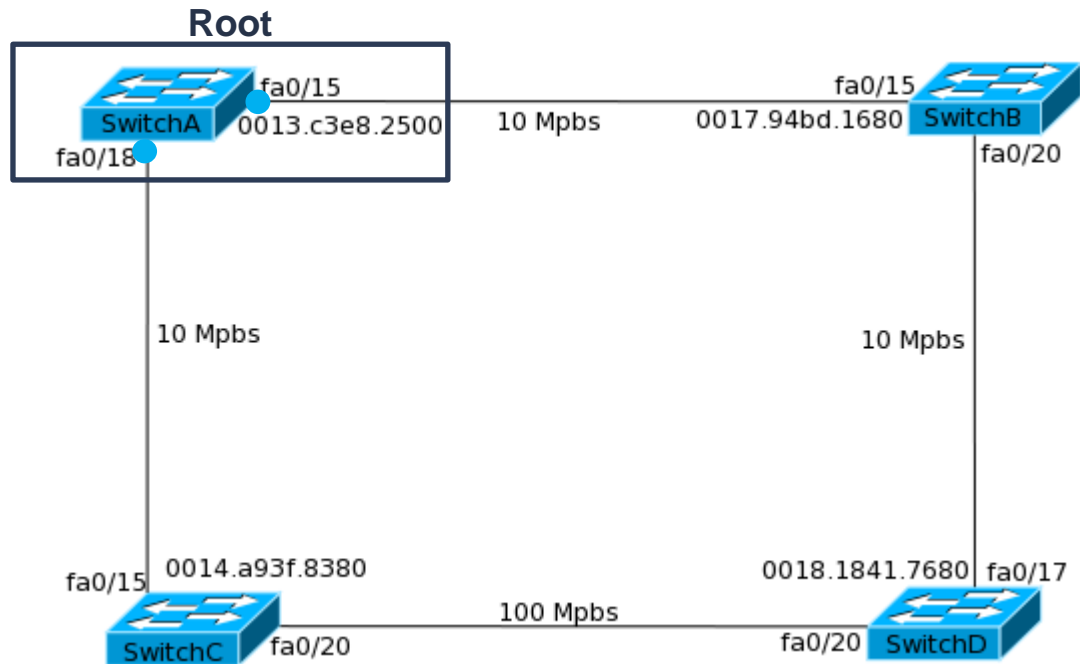 Root
fa0/15
fa0/15
SwitchA
0013.c3e8.2500
10 Mpbs
0017.94bd.1680
SwitchB
fa0/18
fa0/20
10 Mpbs
10 Mpbs
fa0/15
0014.a93f.8380
0018.1841.7680
fa0/17
100 Mpbs
SwitchC
fa0/20
fa0/20
SwitchD